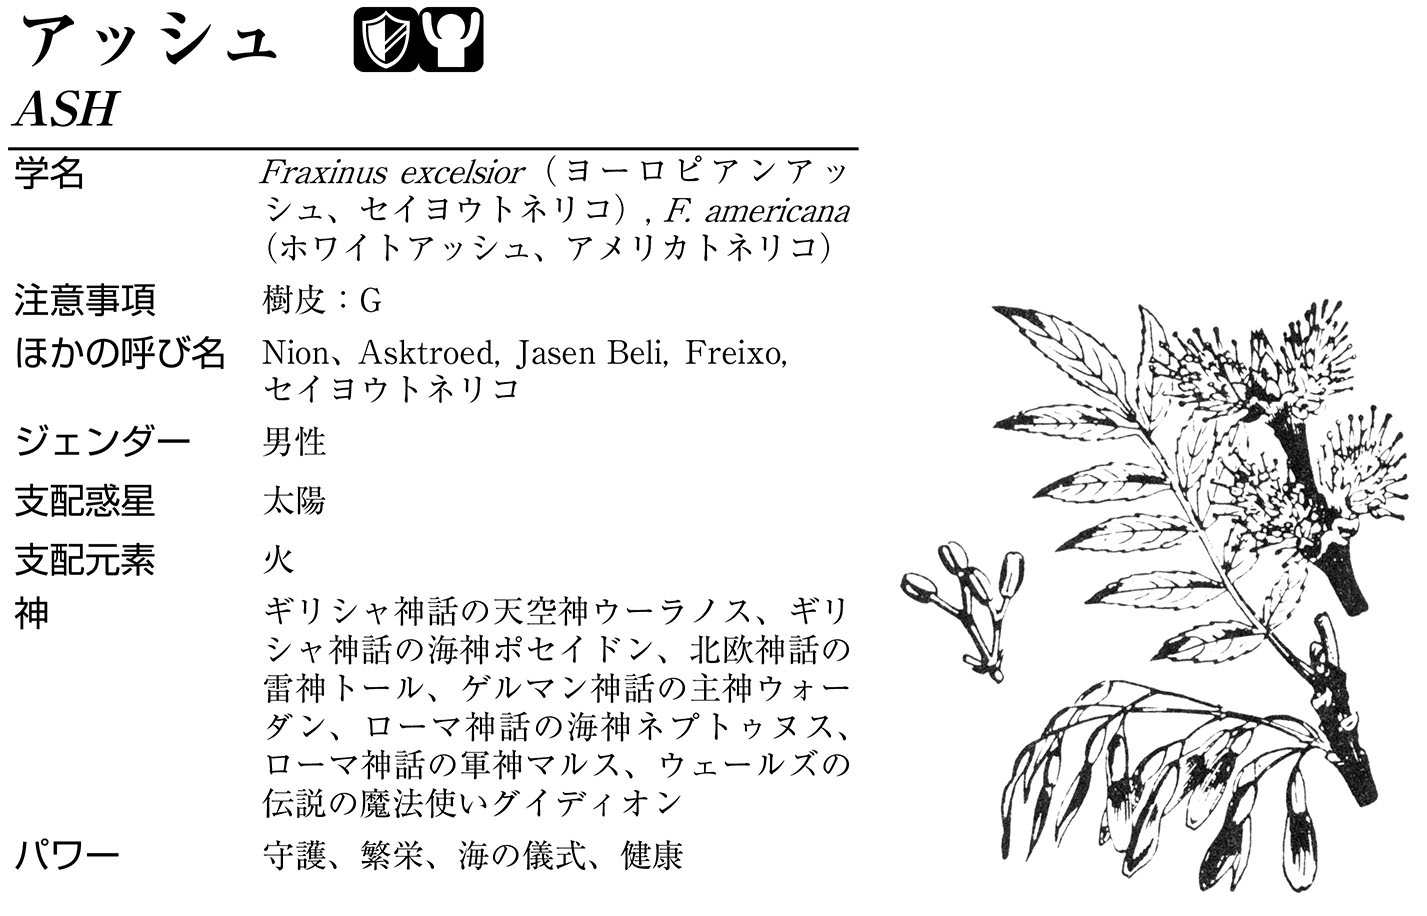 アッシュ
ASH
学名 Fraxinus excelsior（ヨーロピアンアッ
シュ、セイヨウトネリコ）, F. americana
（ホワイトアッシュ、アメリカトネリコ）
注意事項 樹皮：G
ほかの呼び名 Nion、Asktroed, Jasen Beli, Freixo,
セイヨウトネリコ
ジェンダー 男性
支配惑星 太陽
支配元素 火
神 ギリシャ神話の天空神ウーラノス、ギリ
シャ神話の海神ポセイドン、北欧神話の
雷神トール、ゲルマン神話の主神ウォー
ダン、ローマ神話の海神ネプトゥヌス、
ローマ神話の軍神マルス、ウェールズの
伝説の魔法使いグイディオン
パワー 守護、繁栄、海の儀式、健康